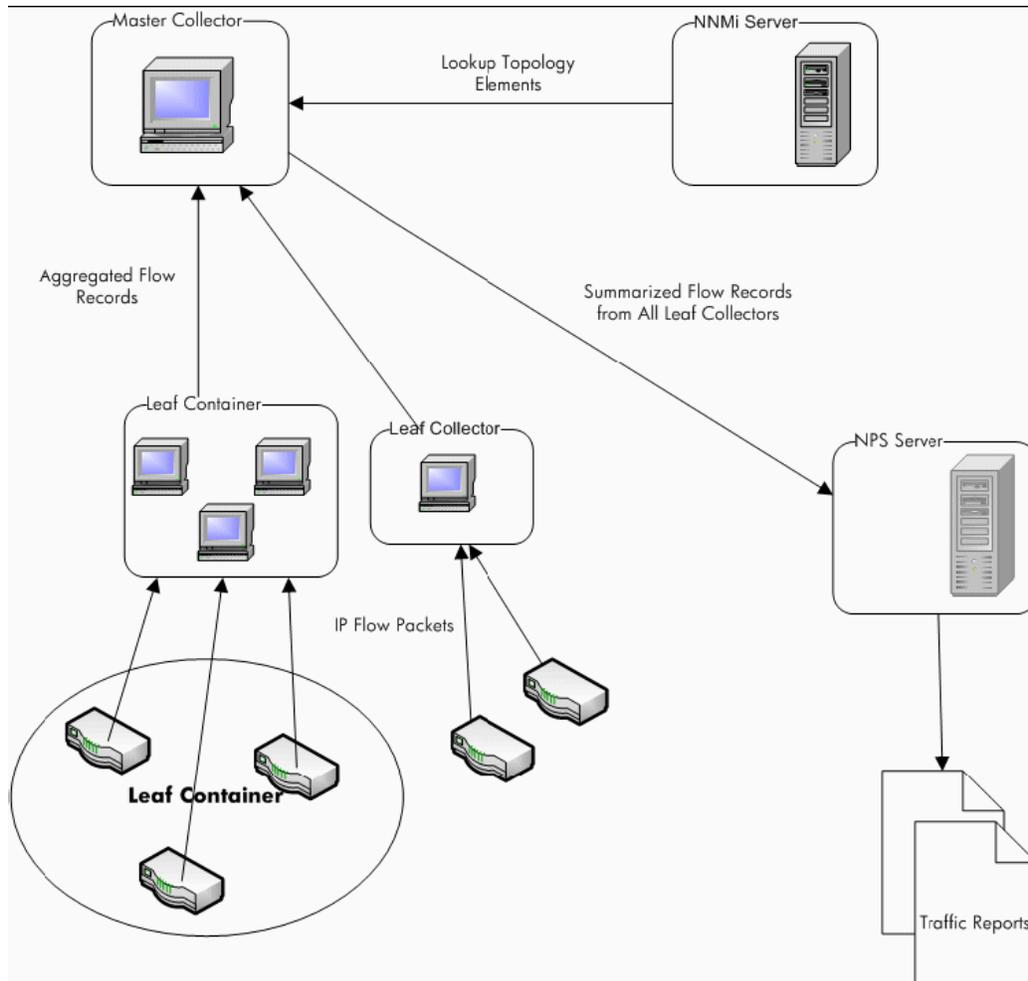 Master Collector
NNMi Server
Lookup Topology
Elements
Aggregated Flow
Records
Summarized Flow Records
from All Leaf Collectors
Leaf Container
Leaf Collector
NPS Server
IP Flow Packets
Leaf Container
Traffic Reports